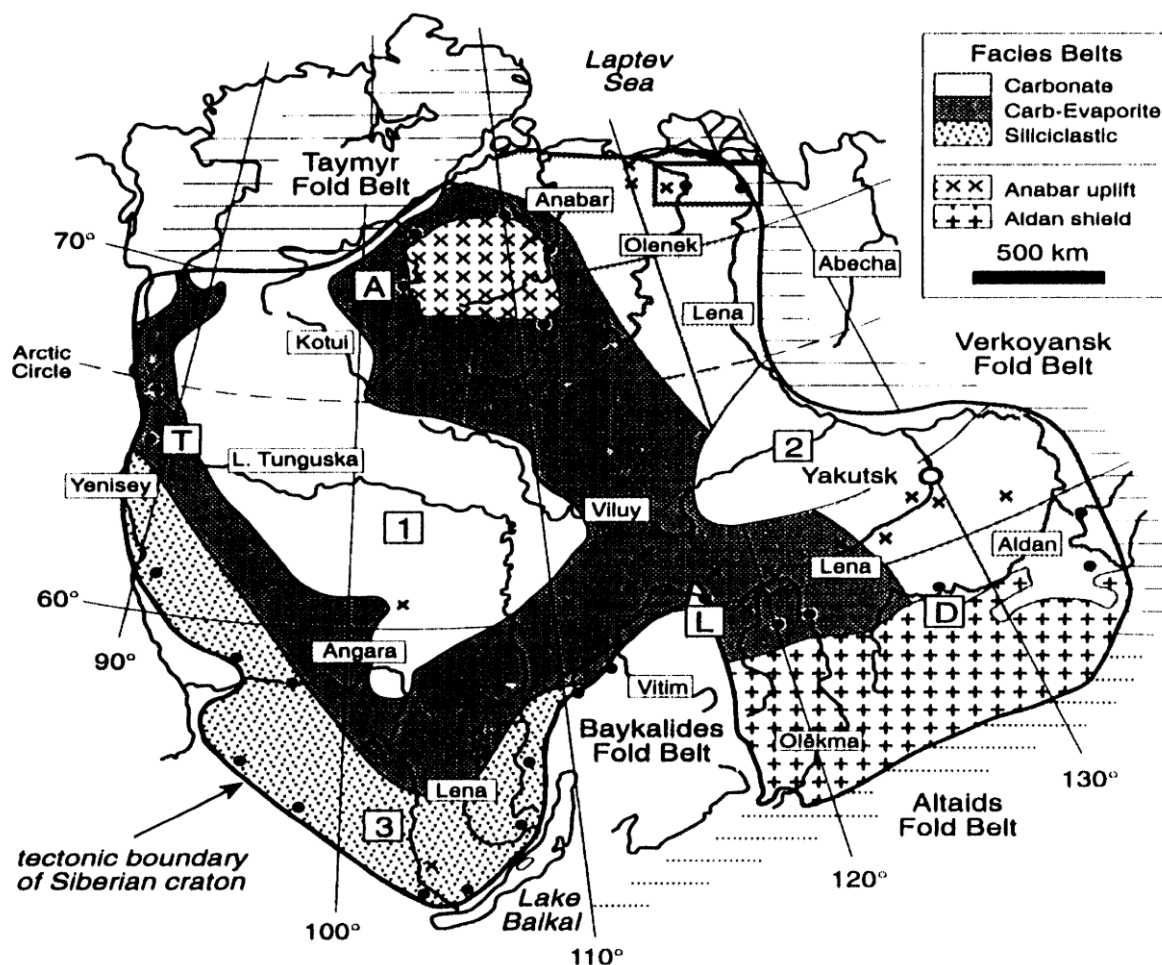 Laptev
Sea
Facies Belts
Carbonate
Carb-Evaporite
Siliciclastic
Anabar uplift
Aldan shield
500 km
Taymyr
Fold Belt
Anabar
70°
Olenek
Abecha
A
Lena
Kotui
Arctic
Circle
Verkoyansk
Fold Belt
T
2
L. Tunguska
Yakutsk
Yenisey
Viluy
1
Aldan
Lena
60°
D
L
90°
Angara
Vitim
Baykalides
Fold Belt
Olekma
130°
Lena
Altaids
Fold Belt
3
tectonic boundary
of Siberian craton
120°
Lake
Baikal
100°
110°